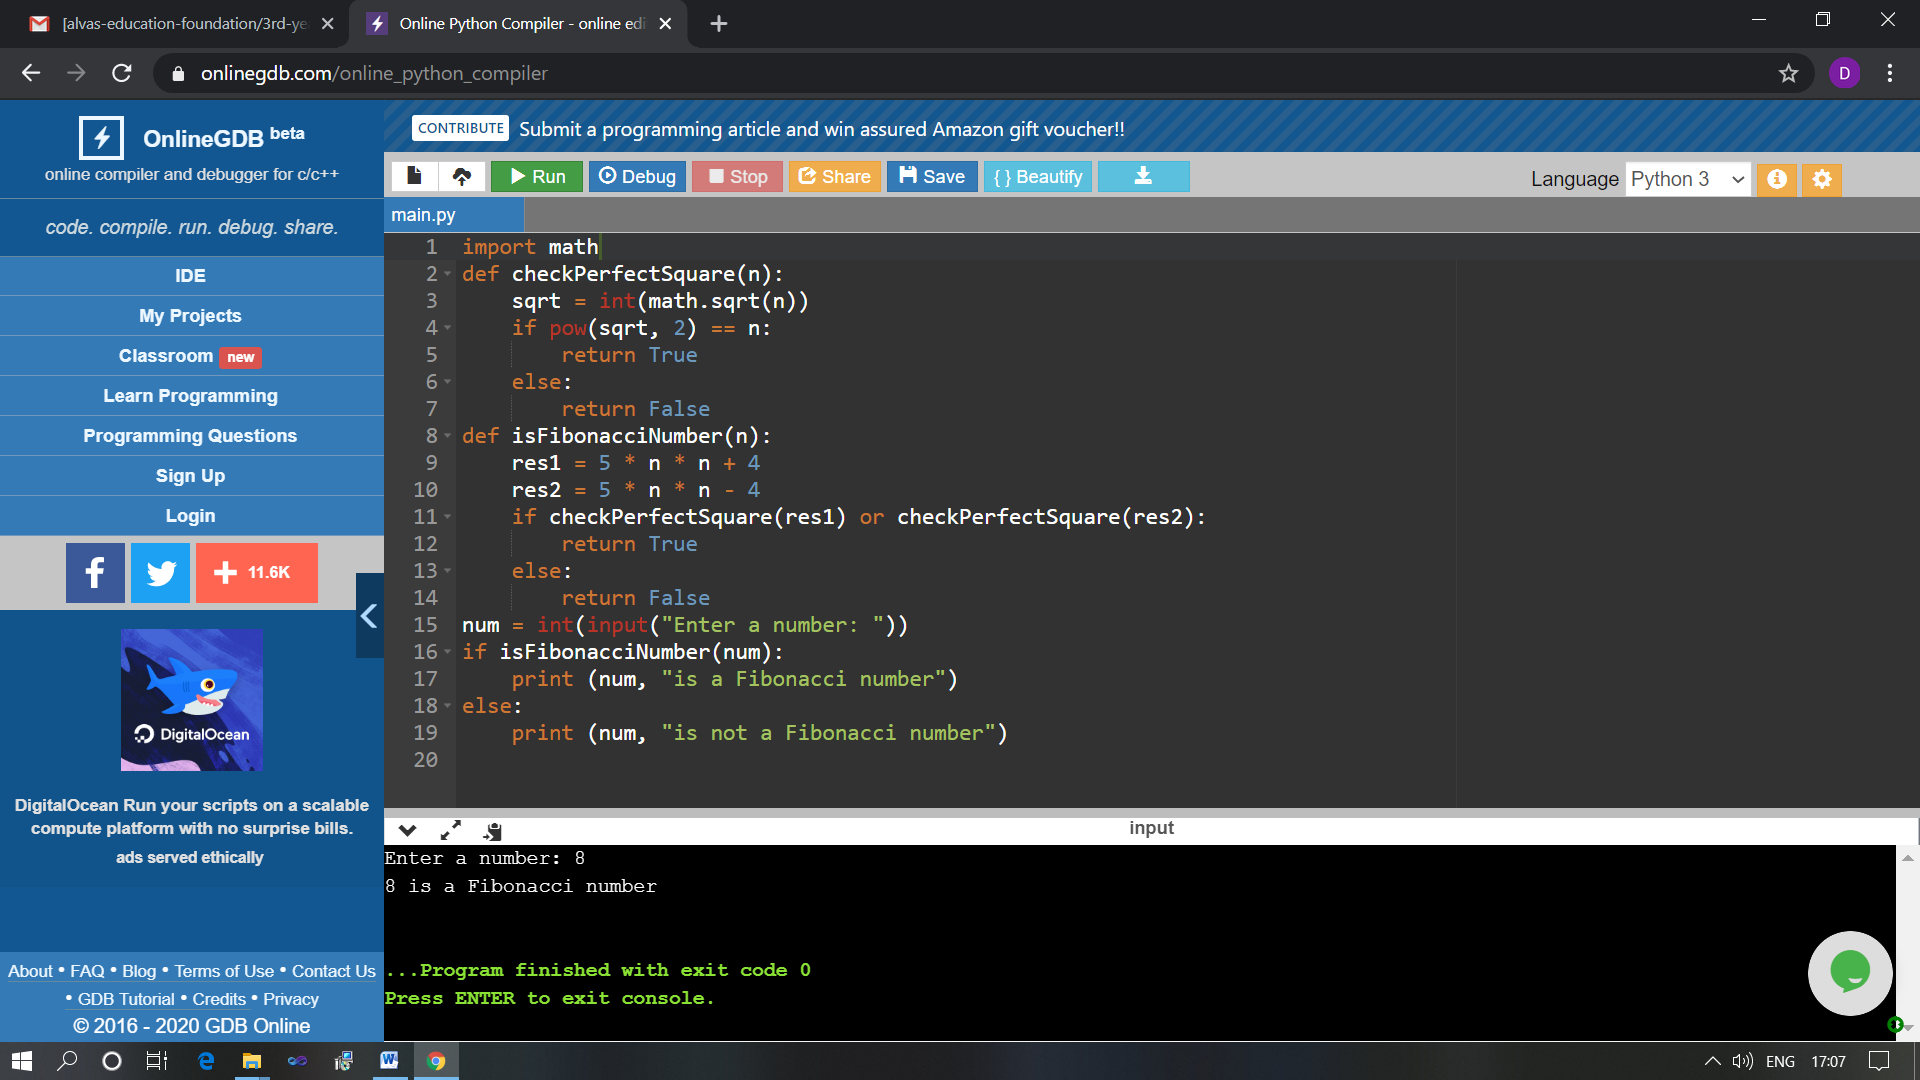 [alvas-education-foundation/3rd-ye
Online Python Compiler - online edi
onlinegdb.com/online_python_compiler
D
OnlineGDB beta
online compiler and debugger for c/c++
code. compile. run. debug. share.
IDE
My Projects
Classroom new
Learn Programming
Programming Questions
Sign Up
Login
f
11.6K
DigitalOcean
DigitalOcean Run your scripts on a scalable
compute platform with no surprise bills.
ads served ethically
About • FAQ • Blog • Terms of Use • Contact Us
• GDB Tutorial • Credits • Privacy
© 2016 - 2020 GDB Online
CONTRIBUTE Submit a programming article and win assured Amazon gift voucher!!
Run Debug Stop Share Save { } Beautify
Language Python 3
main.py
1 import math
2 def checkPerfectSquare(n):
3     sqrt = int(math.sqrt(n))
4     if pow(sqrt, 2) == n:
5         return True
6     else:
7         return False
8 def isFibonacciNumber(n):
9     res1 = 5 * n * n + 4
10     res2 = 5 * n * n - 4
11     if checkPerfectSquare(res1) or checkPerfectSquare(res2):
12         return True
13     else:
14         return False
15 num = int(input("Enter a number: "))
16 if isFibonacciNumber(num):
17     print (num, "is a Fibonacci number")
18 else:
19     print (num, "is not a Fibonacci number")
20
input
Enter a number: 8
8 is a Fibonacci number
...Program finished with exit code 0
Press ENTER to exit console.
ENG 17:07